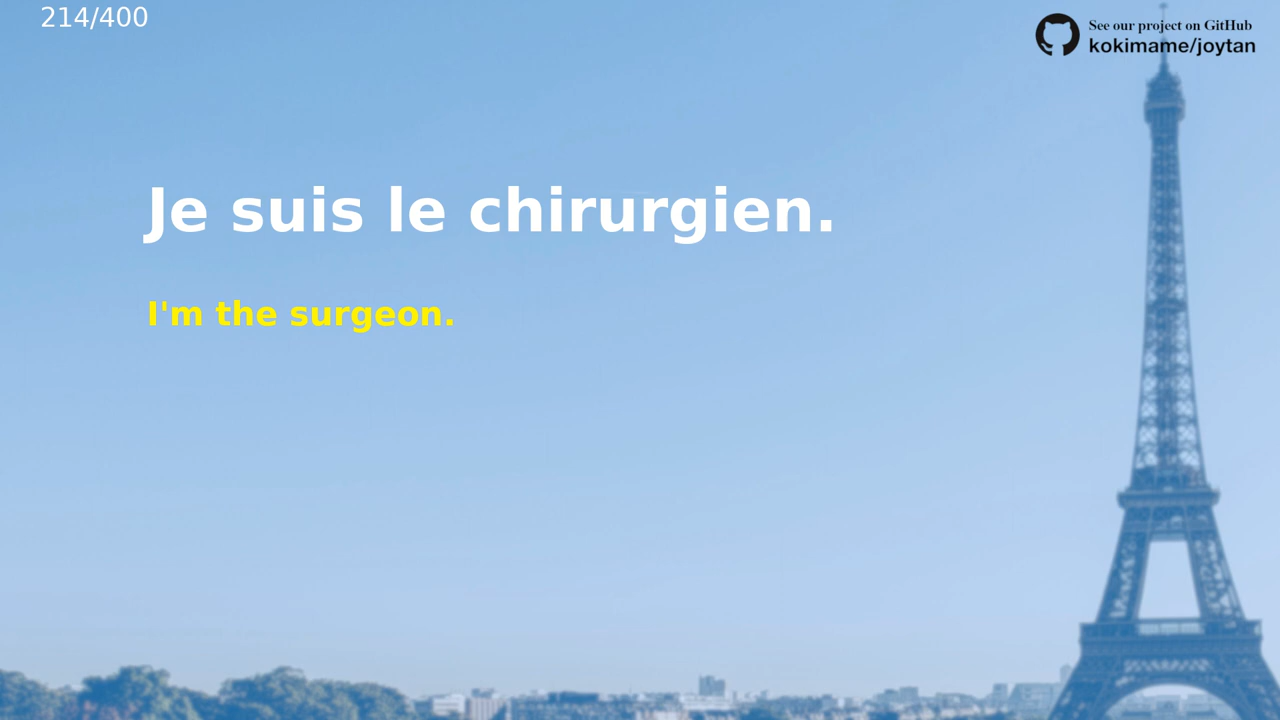 214/400
See our project on GitHub
kokimame/joytan
Je suis le chirurgien.
I'm the surgeon.